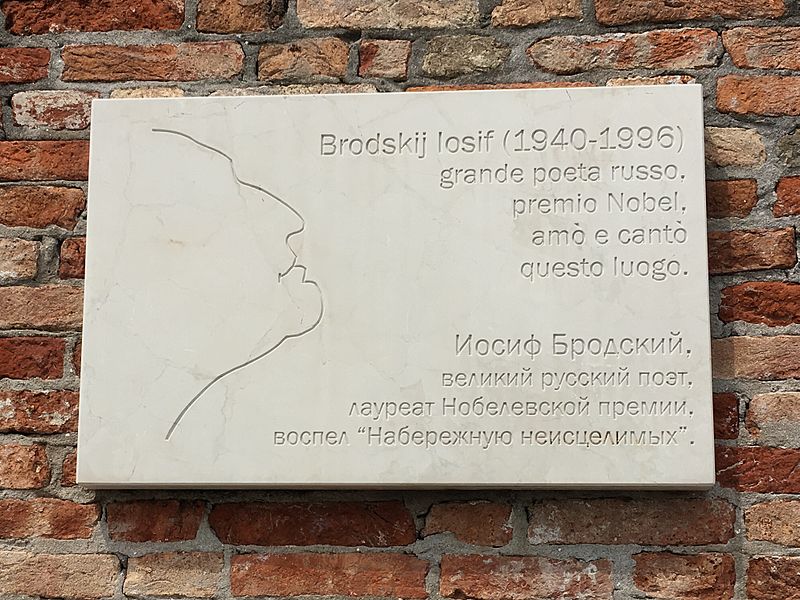 Brodskij Iosif (1940-1996)
grande poeta russo,
premio Nobel,
amò e cantò
questo luogo.
Иосиф Бродский,
великий русский поэт,
лауреат Нобелевской премии,
воспел "Набережную неисцелимых".